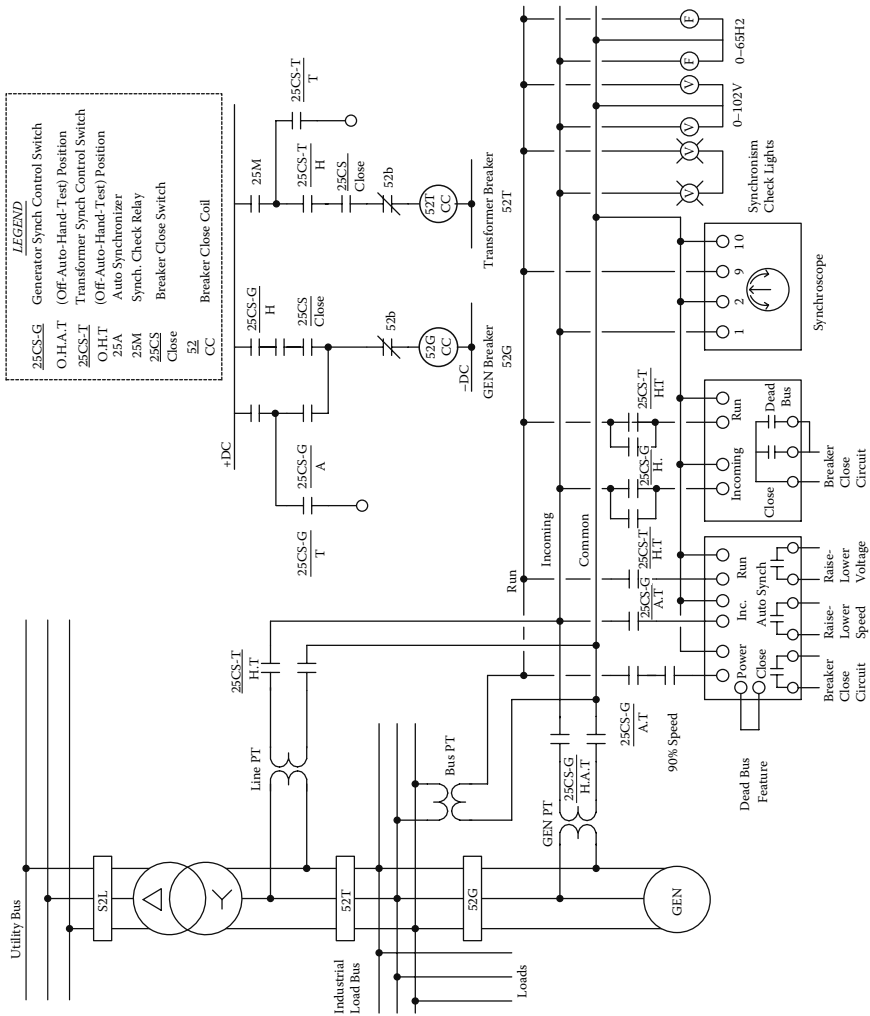 LEGEND
25CS-G Generator Synch Control Switch
O.H.A.T (Off-Auto-Hand-Test) Position
25CS-T Transformer Synch Control Switch
O.H.T (Off-Auto-Hand-Test) Position
25A Auto Synchronizer
25M Synch. Check Relay
25CS
Close Breaker Close Switch
52
CC Breaker Close Coil
+DC
25CS-G
T
25CS-G
A
25CS-G
H
25CS
Close
52b
52G
CC
–DC
GEN Breaker
52G
25M
25CS-T
T
25CS-T
H
25CS
Close
52b
52T
CC
Transformer Breaker
52T
Utility Bus
S2L
Line PT
25CS-T
H.T
52T
Industrial
Load Bus
Bus PT
52G
Loads
GEN PT
25CS-G
H.A.T
GEN
Run
Incoming
Common
25CS-G
A.T
90% Speed
25CS-G
A.T
25CS-T
H.T
25CS-G
H.
25CS-T
H.T
Dead Bus
Feature
Power
Close
Inc.
Run
Auto Synch
Breaker
Close
Circuit
Raise-
Lower
Speed
Raise-
Lower
Voltage
Incoming
Run
Close
Dead
Bus
Breaker
Close
Circuit
1
2
9
10
Synchroscope
Synchronism
Check Lights
V
V
V
V
0–102V
F
F
0–65H2